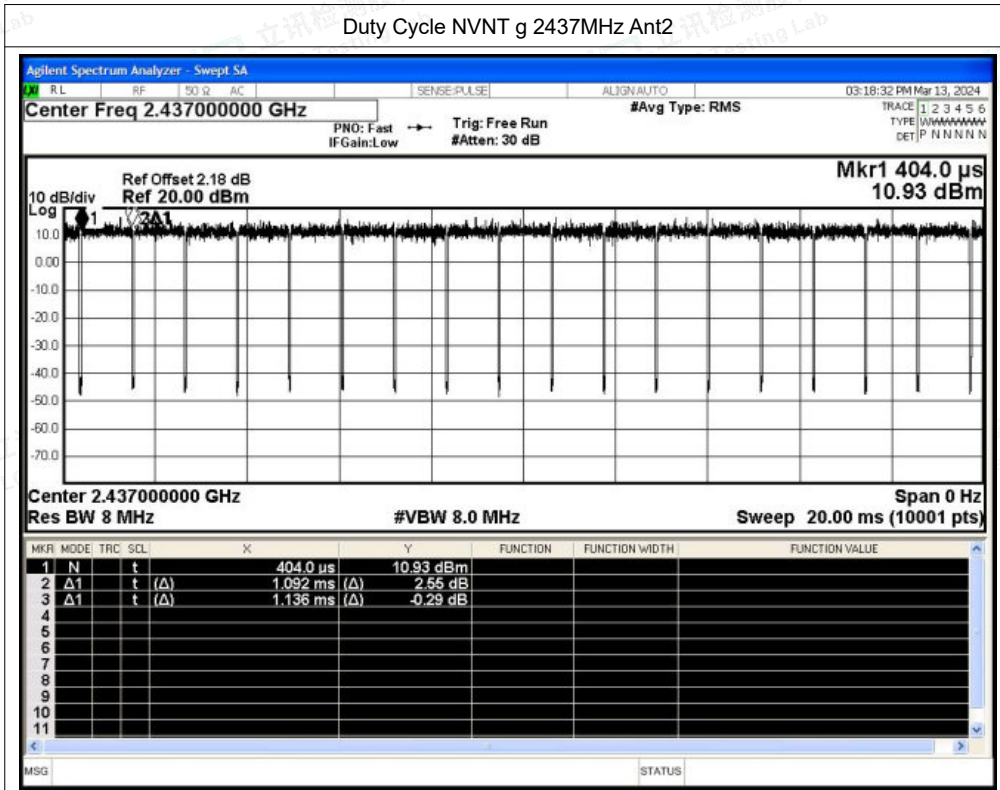 Duty Cycle NVNT g 2437MHz Ant2
Agilent Spectrum Analyzer - Swept SA
RL RF 50 Ω AC SENSE:PULSE ALIGN AUTO 03:18:32 PM Mar 13, 2024
Center Freq 2.437000000 GHz #Avg Type: RMS TRACE 1 2 3 4 5 6
PNO: Fast Trig: Free Run TYPE WWWWWWW
IFGain:Low #Atten: 30 dB DET P N N N N N
Mkr1 404.0 µs
Ref Offset 2.18 dB
10 dB/div Ref 20.00 dBm 10.93 dBm
Log
1 3Δ1
10.0
0.00
-10.0
-20.0
-30.0
-40.0
-50.0
-60.0
-70.0
Center 2.437000000 GHz Span 0 Hz
Res BW 8 MHz #VBW 8.0 MHz Sweep 20.00 ms (10001 pts)
MKR MODE TRC SCL X Y FUNCTION FUNCTION WIDTH FUNCTION VALUE
1 N t 404.0 µs 10.93 dBm
2 Δ1 t (Δ) 1.092 ms (Δ) 2.55 dB
3 Δ1 t (Δ) 1.136 ms (Δ) -0.29 dB
4
5
6
7
8
9
10
11
MSG STATUS